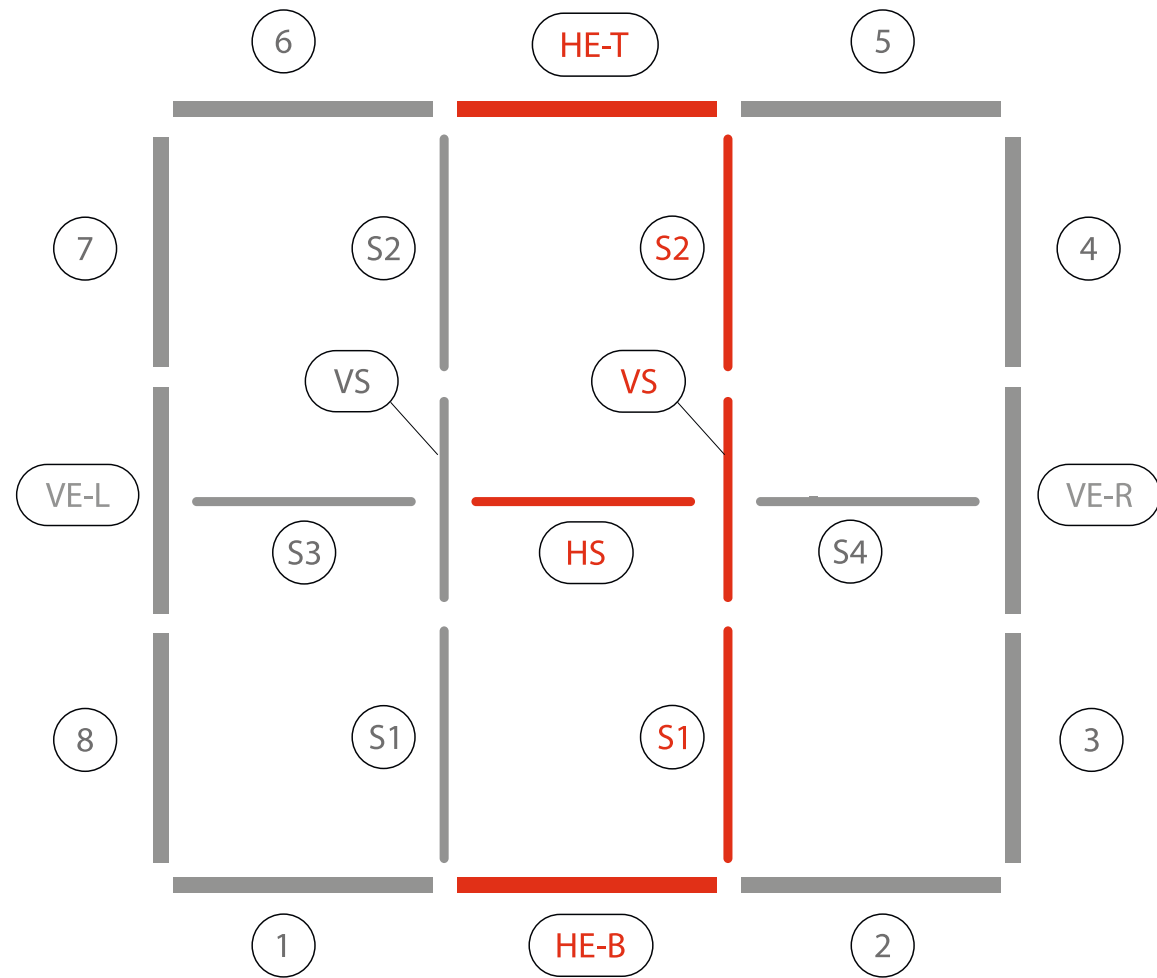 6 HE-T 5
7 S2 S2 4
VS VS
VE-L VE-R
S3 HS S4
8 S1 S1 3
1 HE-B 2